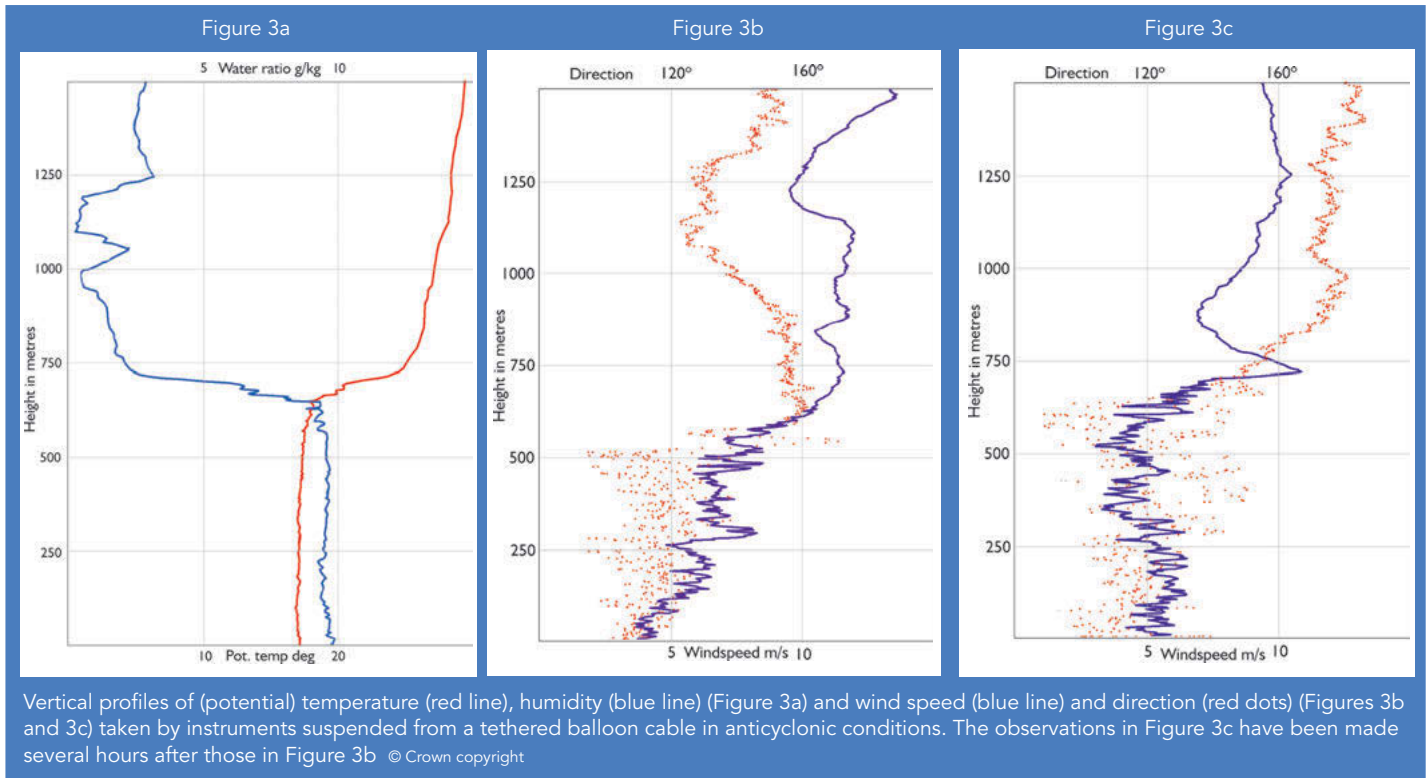 Figure 3a
5 Water ratio g/kg 10
1250
1000
750
500
250
Height in metres
10 Pot. temp deg 20
Figure 3b
Direction 120° 160°
1250
1000
750
500
250
Height in metres
5 Windspeed m/s 10
Figure 3c
Direction 120° 160°
1250
1000
750
500
250
Height in metres
5 Windspeed m/s 10
Vertical profiles of (potential) temperature (red line), humidity (blue line) (Figure 3a) and wind speed (blue line) and direction (red dots) (Figures 3b
and 3c) taken by instruments suspended from a tethered balloon cable in anticyclonic conditions. The observations in Figure 3c have been made
several hours after those in Figure 3b © Crown copyright